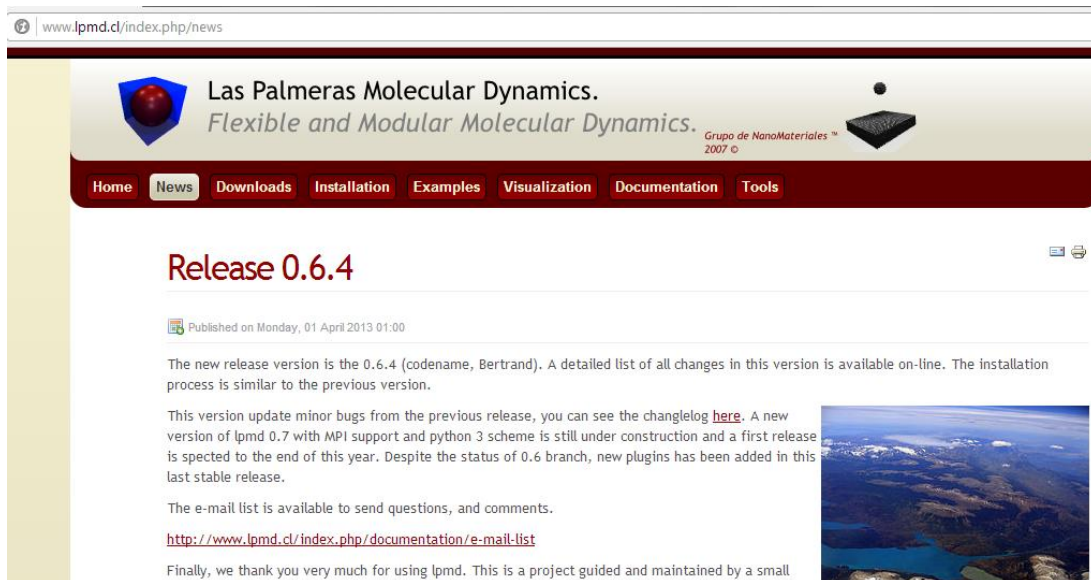 www.lpmd.cl/index.php/news
Las Palmeras Molecular Dynamics.
Flexible and Modular Molecular Dynamics.
Grupo de NanoMateriales ™
2007 ©
Home News Downloads Installation Examples Visualization Documentation Tools
Release 0.6.4
Published on Monday, 01 April 2013 01:00
The new release version is the 0.6.4 (codename, Bertrand). A detailed list of all changes in this version is available on-line. The installation
process is similar to the previous version.
This version update minor bugs from the previous release, you can see the changlelog here. A new
version of lpmd 0.7 with MPI support and python 3 scheme is still under construction and a first release
is spected to the end of this year. Despite the status of 0.6 branch, new plugins has been added in this
last stable release.
The e-mail list is available to send questions, and comments.
http://www.lpmd.cl/index.php/documentation/e-mail-list
Finally, we thank you very much for using lpmd. This is a project guided and maintained by a small